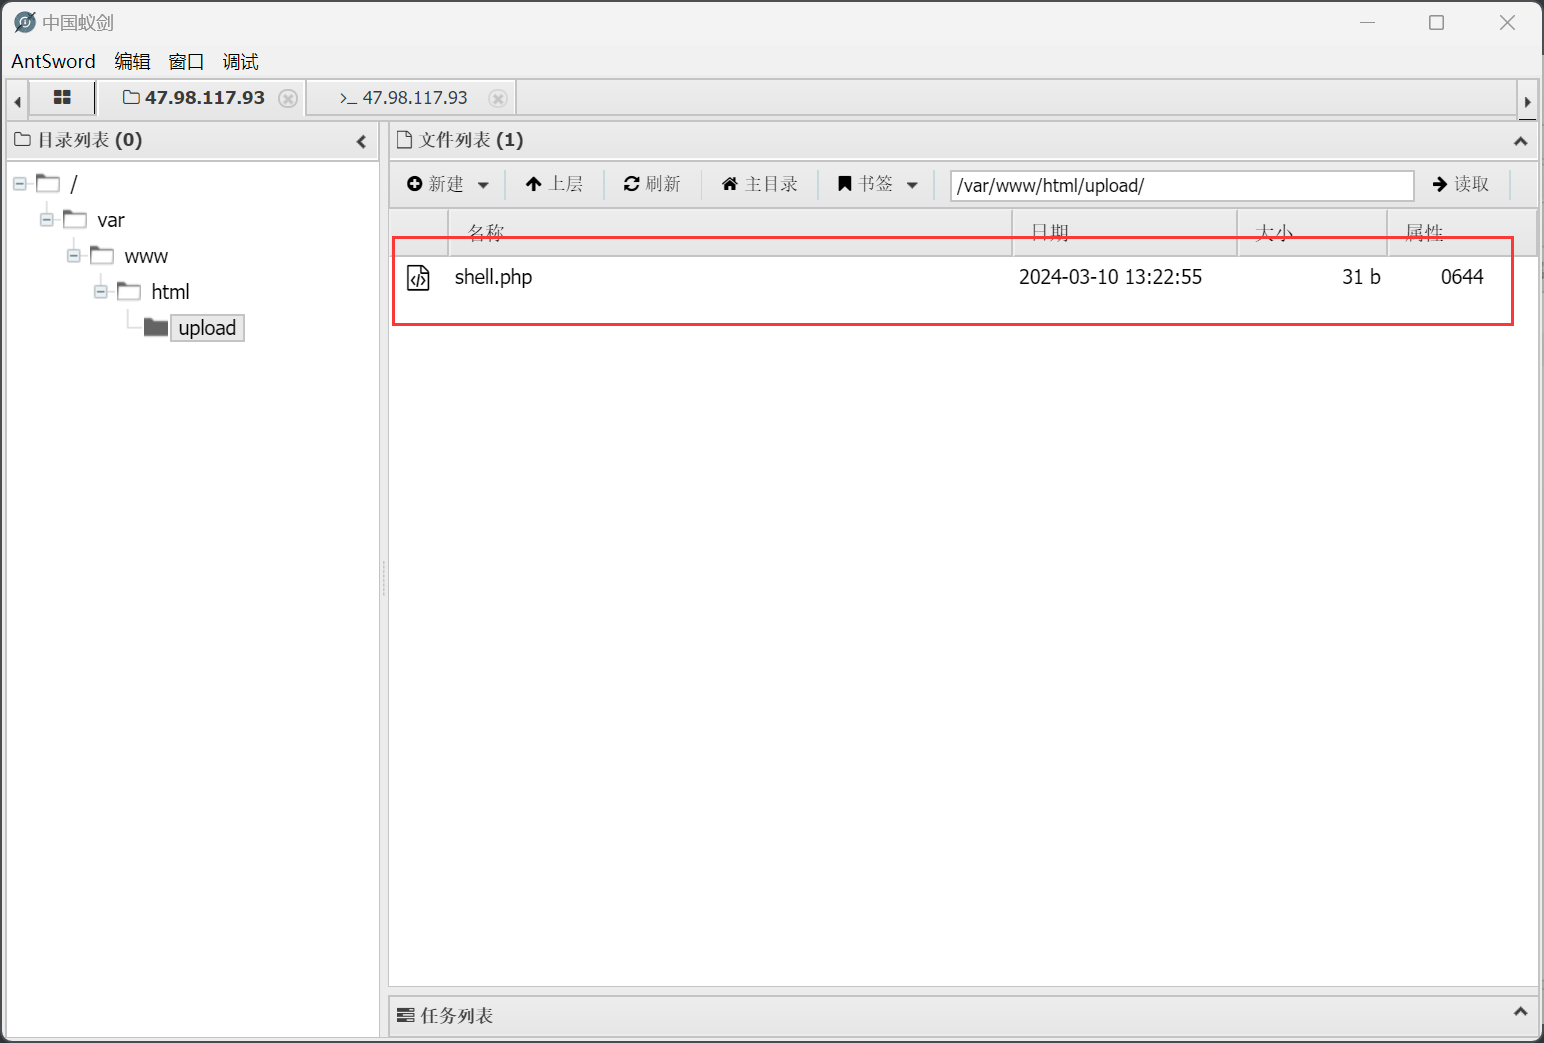 中国蚁剑
AntSword 编辑 窗口 调试
47.98.117.93 >_ 47.98.117.93
目录列表 (0)
/
var
www
html
upload
文件列表 (1)
新建 上层 刷新 主目录 书签 /var/www/html/upload/ 读取
名称 日期 大小 属性
shell.php 2024-03-10 13:22:55 31 b 0644
任务列表